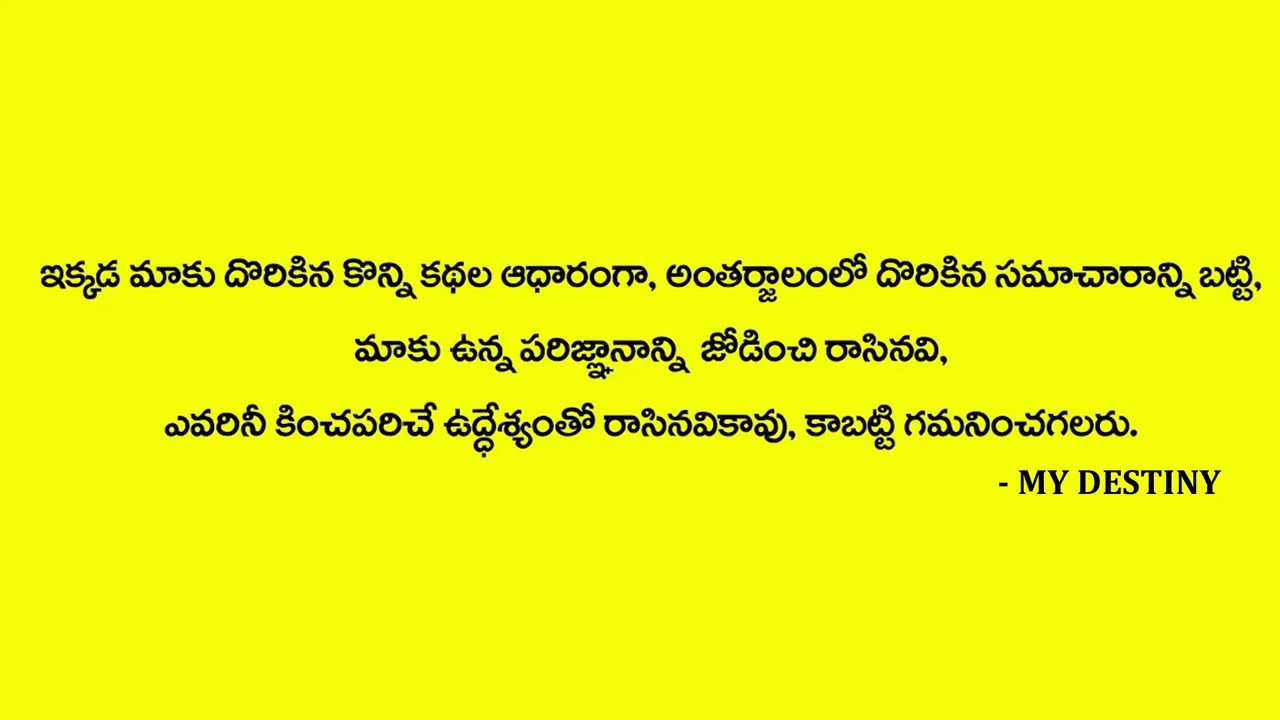 ఇక్కడ మాకు దొరికిన కొన్ని కథల ఆధారంగా, అంతర్జాలంలో దొరికిన సమాచారాన్ని బట్టి,
మాకు ఉన్న పరిజ్ఞానాన్ని జోడించి రాసినవి,
ఎవరినీ కించపరిచే ఉద్ధేశ్యంతో రాసినవికావు, కాబట్టి గమనించగలరు.
- MY DESTINY